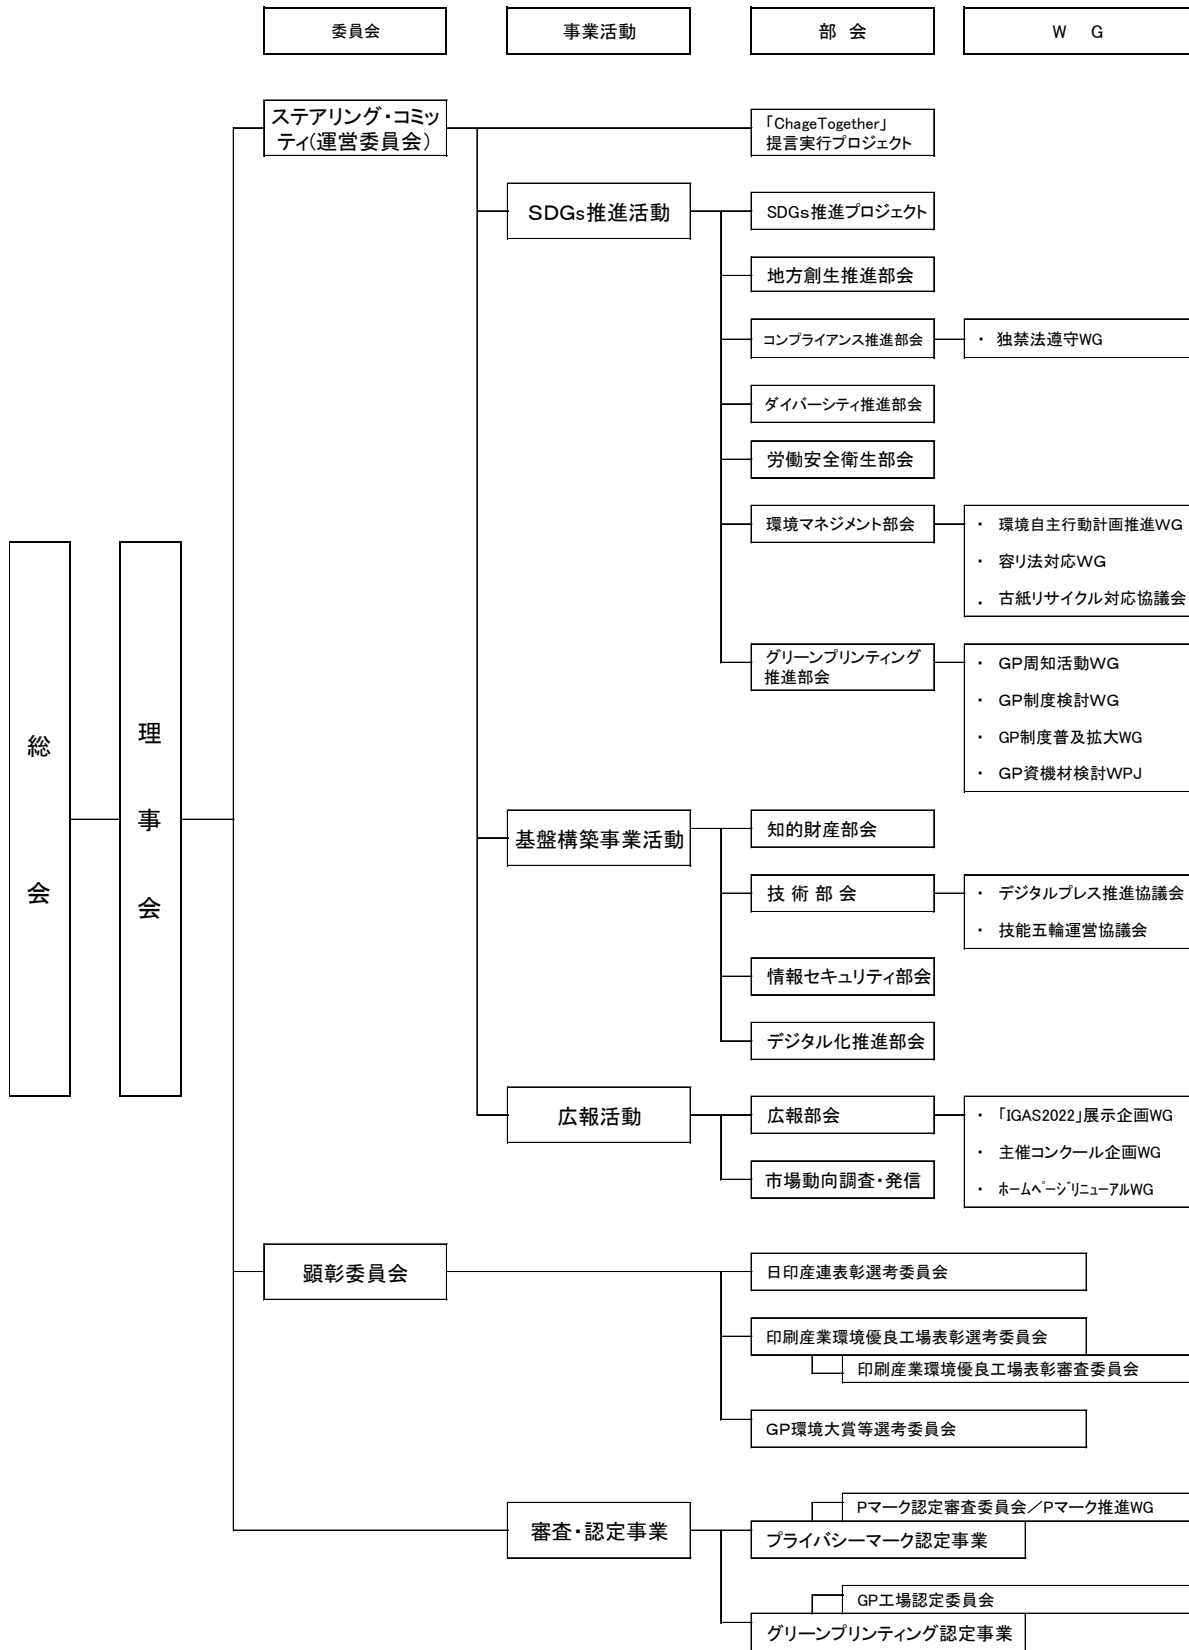 委員会
事業活動
部 会
W G
ステアリング・コミッ
ティ(運営委員会)
「ChageTogether」
提言実行プロジェクト
SDGs推進活動
SDGs推進プロジェクト
地方創生推進部会
コンプライアンス推進部会
・ 独禁法遵守WG
ダイバーシティ推進部会
労働安全衛生部会
環境マネジメント部会
・ 環境自主行動計画推進WG
・ 容リ法対応WG
． 古紙リサイクル対応協議会
グリーンプリンティング
推進部会
・ GP周知活動WG
・ GP制度検討WG
・ GP制度普及拡大WG
・ GP資機材検討WPJ
総会
理事会
基盤構築事業活動
知的財産部会
技 術 部 会
・ デジタルプレス推進協議会
・ 技能五輪運営協議会
情報セキュリティ部会
デジタル化推進部会
広報活動
広報部会
・ 「IGAS2022」展示企画WG
・ 主催コンクール企画WG
・ ﾎｰﾑﾍﾟｰｼﾞﾘﾆｭｰｱﾙWG
市場動向調査・発信
顕彰委員会
日印産連表彰選考委員会
印刷産業環境優良工場表彰選考委員会
印刷産業環境優良工場表彰審査委員会
GP環境大賞等選考委員会
審査・認定事業
Pマーク認定審査委員会／Pマーク推進WG
プライバシーマーク認定事業
GP工場認定委員会
グリーンプリンティング認定事業